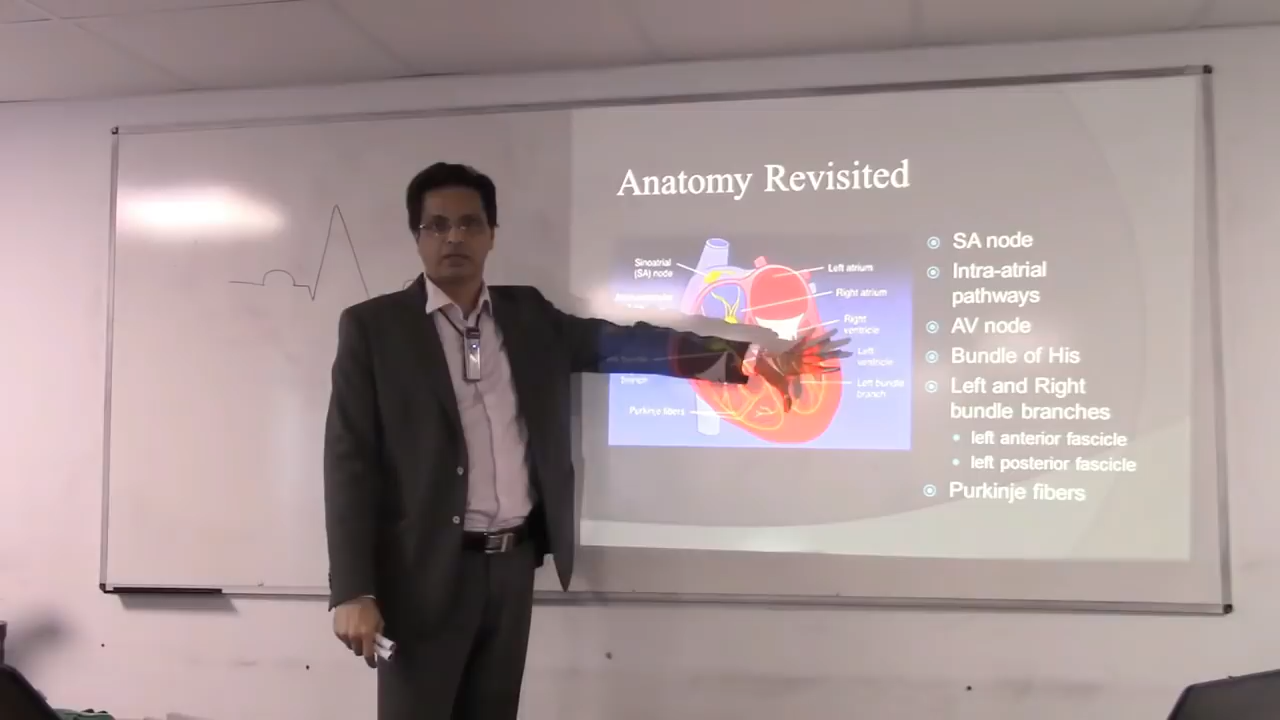 Anatomy Revisited
Sinoatrial
(SA) node
Purkinje fibers
Left atrium
Right atrium
Right
ventricle
Left
ventricle
Left bundle
branch
SA node
Intra-atrial
pathways
AV node
Bundle of His
Left and Right
bundle branches
left anterior fascicle
left posterior fascicle
Purkinje fibers